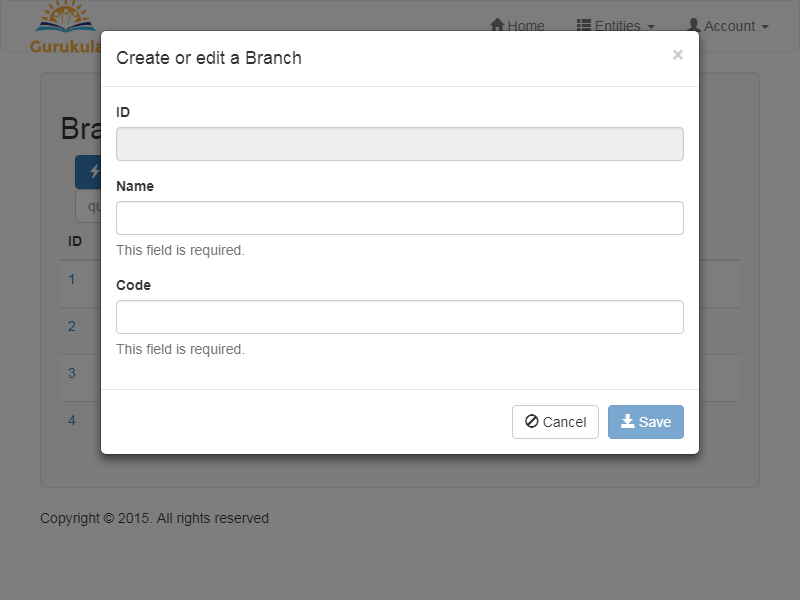 Home Entities Account
Gurukula
Create or edit a Branch ×
ID
Name
This field is required.
Code
This field is required.
Cancel Save
Bra
qu
ID
1
2
3
4
Copyright © 2015. All rights reserved